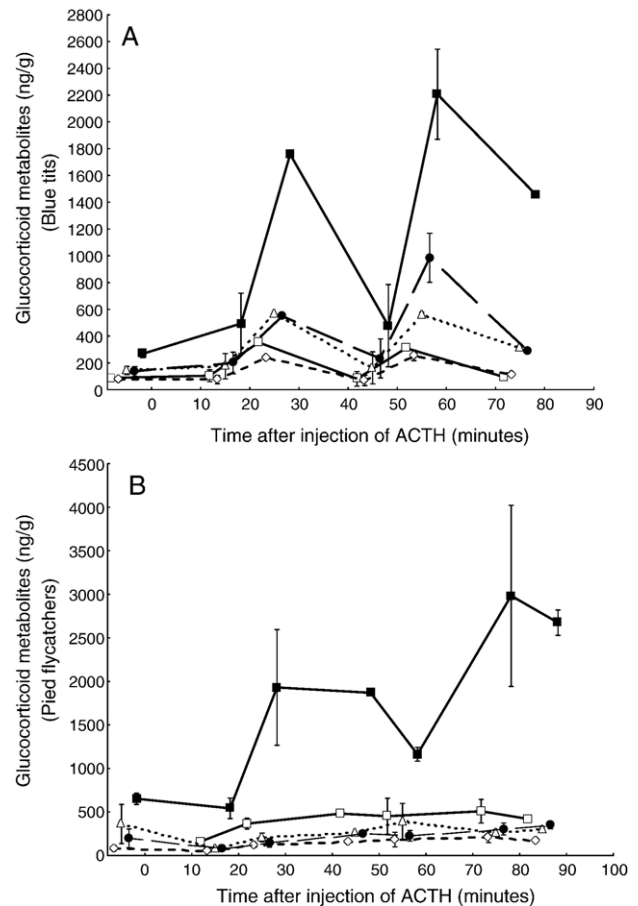 A
2800
2600
2400
2200
2000
1800
1600
1400
1200
1000
800
600
400
200
0
Glucocorticoid metabolites (ng/g)
(Blue tits)
0 10 20 30 40 50 60 70 80 90
Time after injection of ACTH (minutes)
B
4500
4000
3500
3000
2500
2000
1500
1000
500
0
Glucocorticoid metabolites (ng/g)
(Pied flycatchers)
0 10 20 30 40 50 60 70 80 90 100
Time after injection of ACTH (minutes)